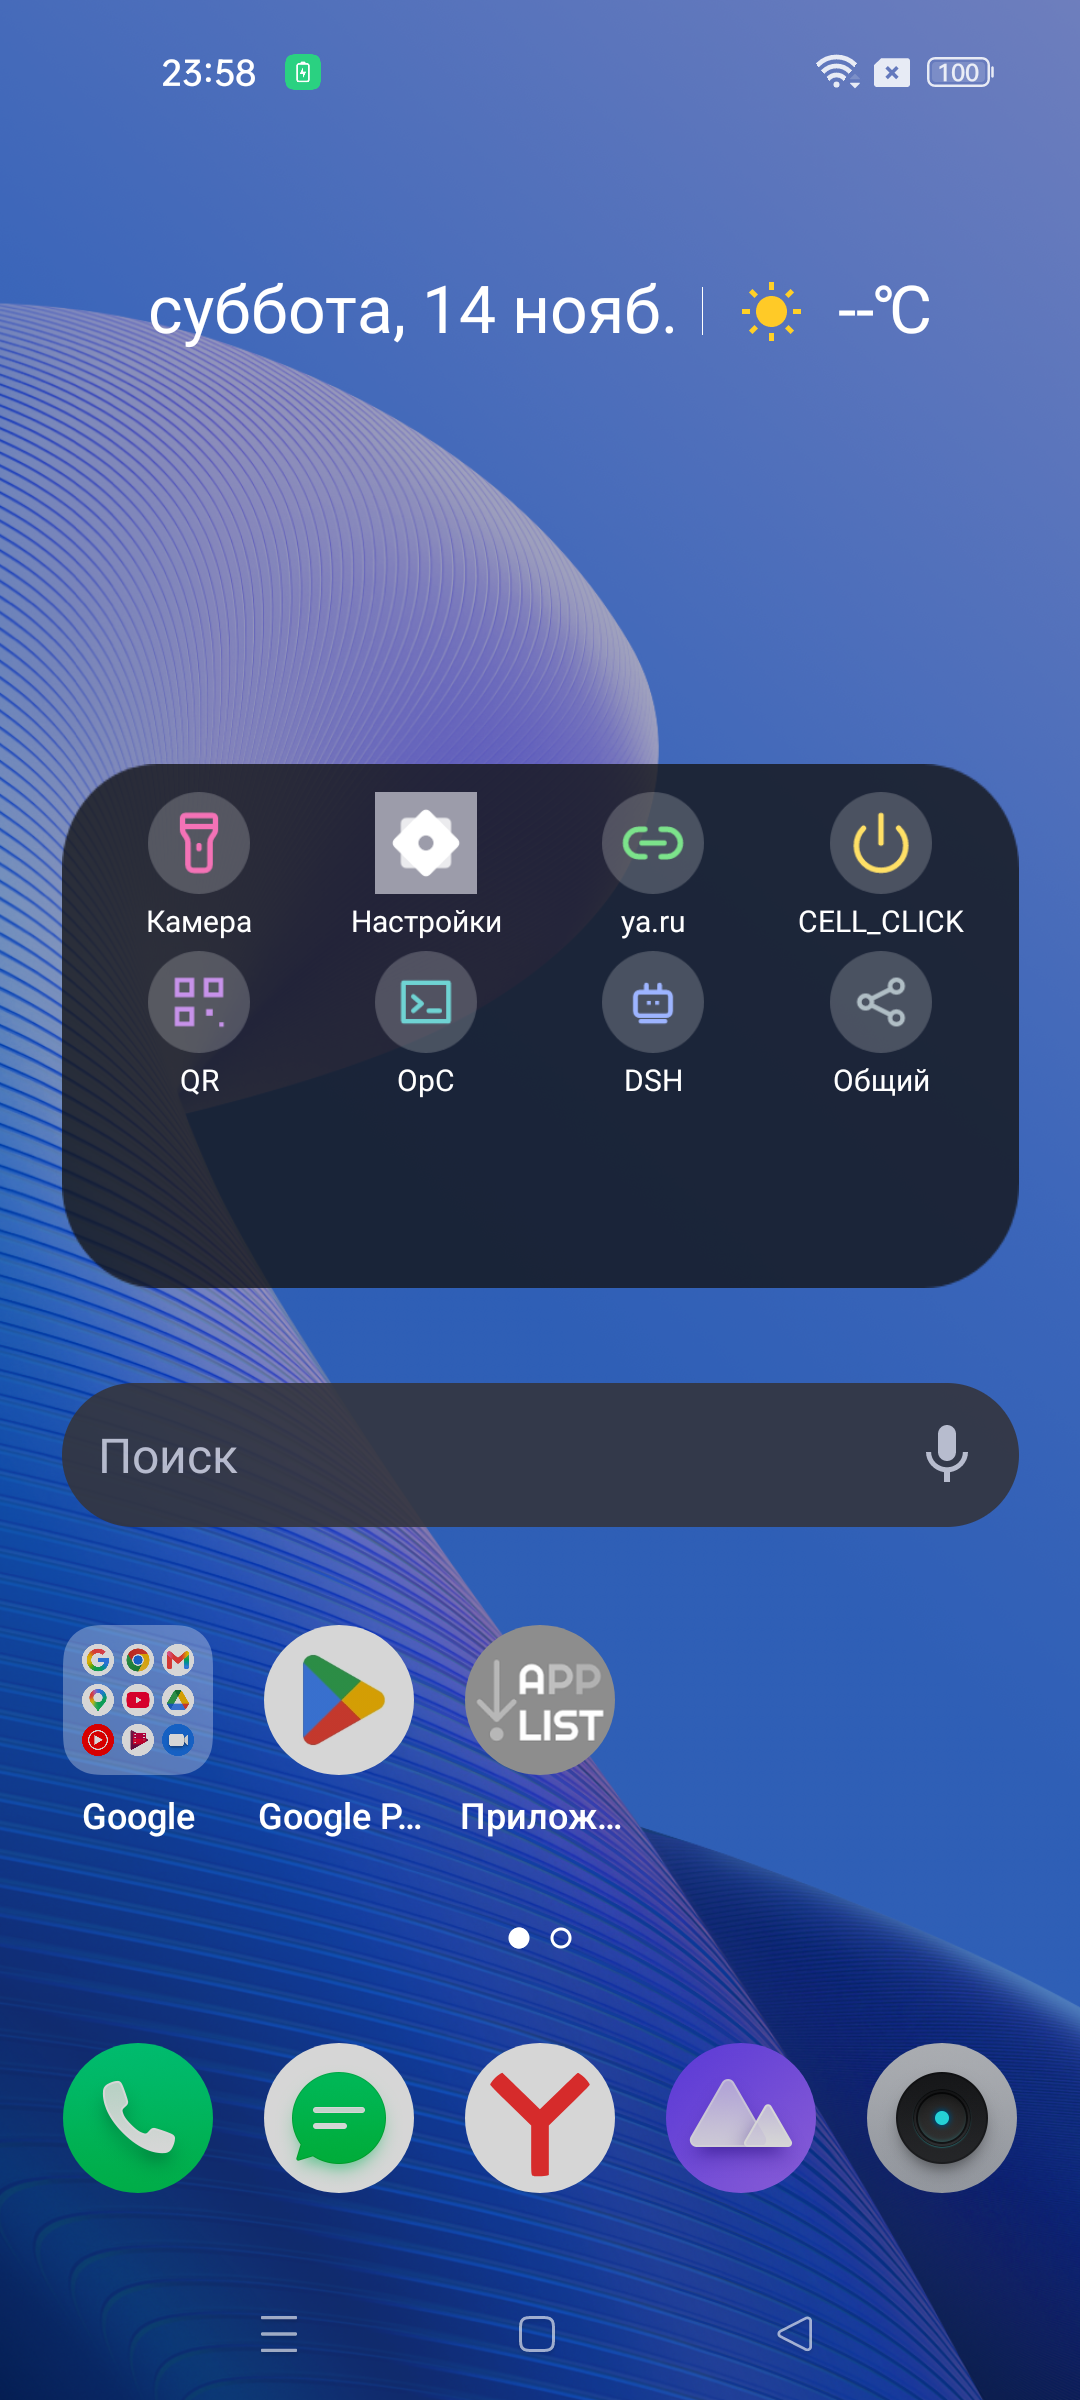 23:58
100
суббота, 14 нояб. --°C
Камера Настройки ya.ru CELL_CLICK
QR OpC DSH Общий
Поиск
APP
LIST
Google Google P... Прилож...